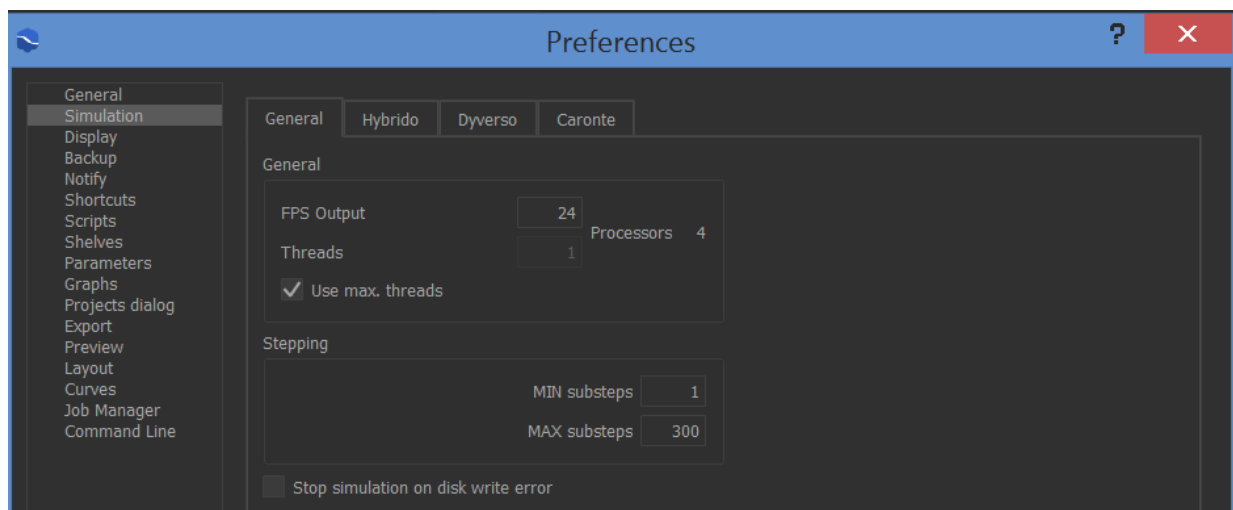 Preferences
?
General
Simulation
Display
Backup
Notify
Shortcuts
Scripts
Shelves
Parameters
Graphs
Projects dialog
Export
Preview
Layout
Curves
Job Manager
Command Line
General Hybrido Dyverso Caronte
General
FPS Output 24
Processors 4
Threads 1
Use max. threads
Stepping
MIN substeps 1
MAX substeps 300
Stop simulation on disk write error